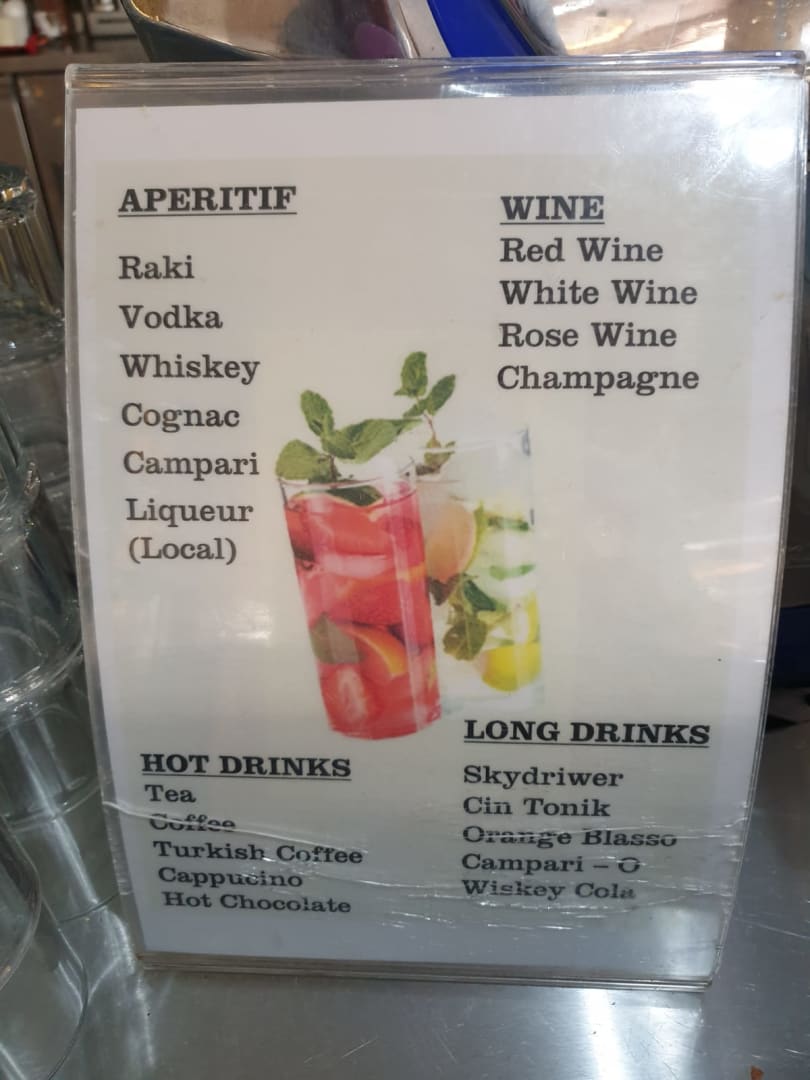 APERITIF
Raki
Vodka
Whiskey
Cognac
Campari
Liqueur
(Local)
WINE
Red Wine
White Wine
Rose Wine
Champagne
HOT DRINKS
Tea
Coffee
Turkish Coffee
Cappucino
Hot Chocolate
LONG DRINKS
Skydriwer
Cin Tonik
Orange Blasso
Campari – O
Wiskey Cola